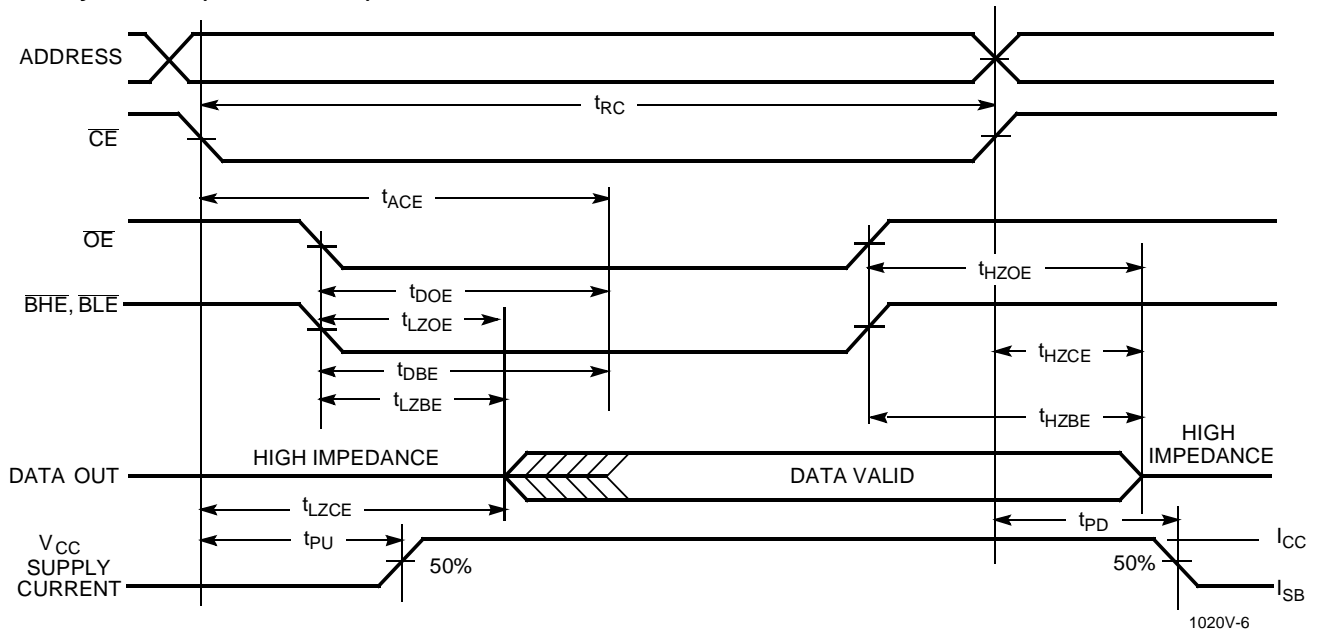 ADDRESS
tRC
CE
tACE
OE
tHZOE
tDOE
BHE, BLE
tLZOE
tHZCE
tDBE
tLZBE
tHZBE
HIGH IMPEDANCE
HIGH
IMPEDANCE
DATA OUT
DATA VALID
tLZCE
tPD
tPU
VCC
SUPPLY
CURRENT
50%
50%
ICC
ISB
1020V-6